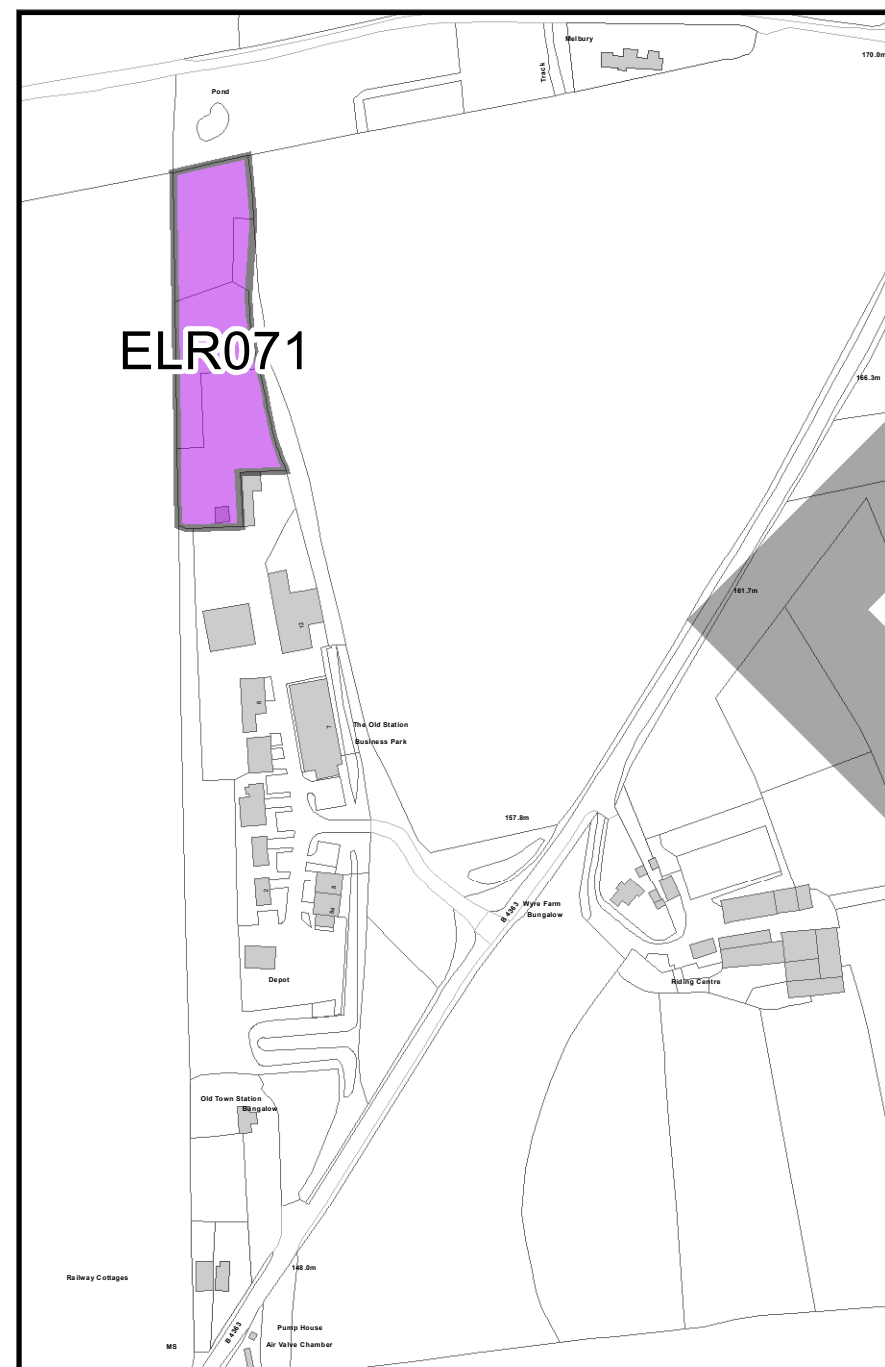 Melbury
170.0m
Track
Pond
ELR071
166.3m
161.7m
12
6
7
The Old Station
Business Park
157.8m
2
8
8a
B 4363
Wyre Farm
Bungalow
Depot
Riding Centre
Old Town Station
Bungalow
148.0m
Railway Cottages
B 4363
Pump House
MS
Air Valve Chamber